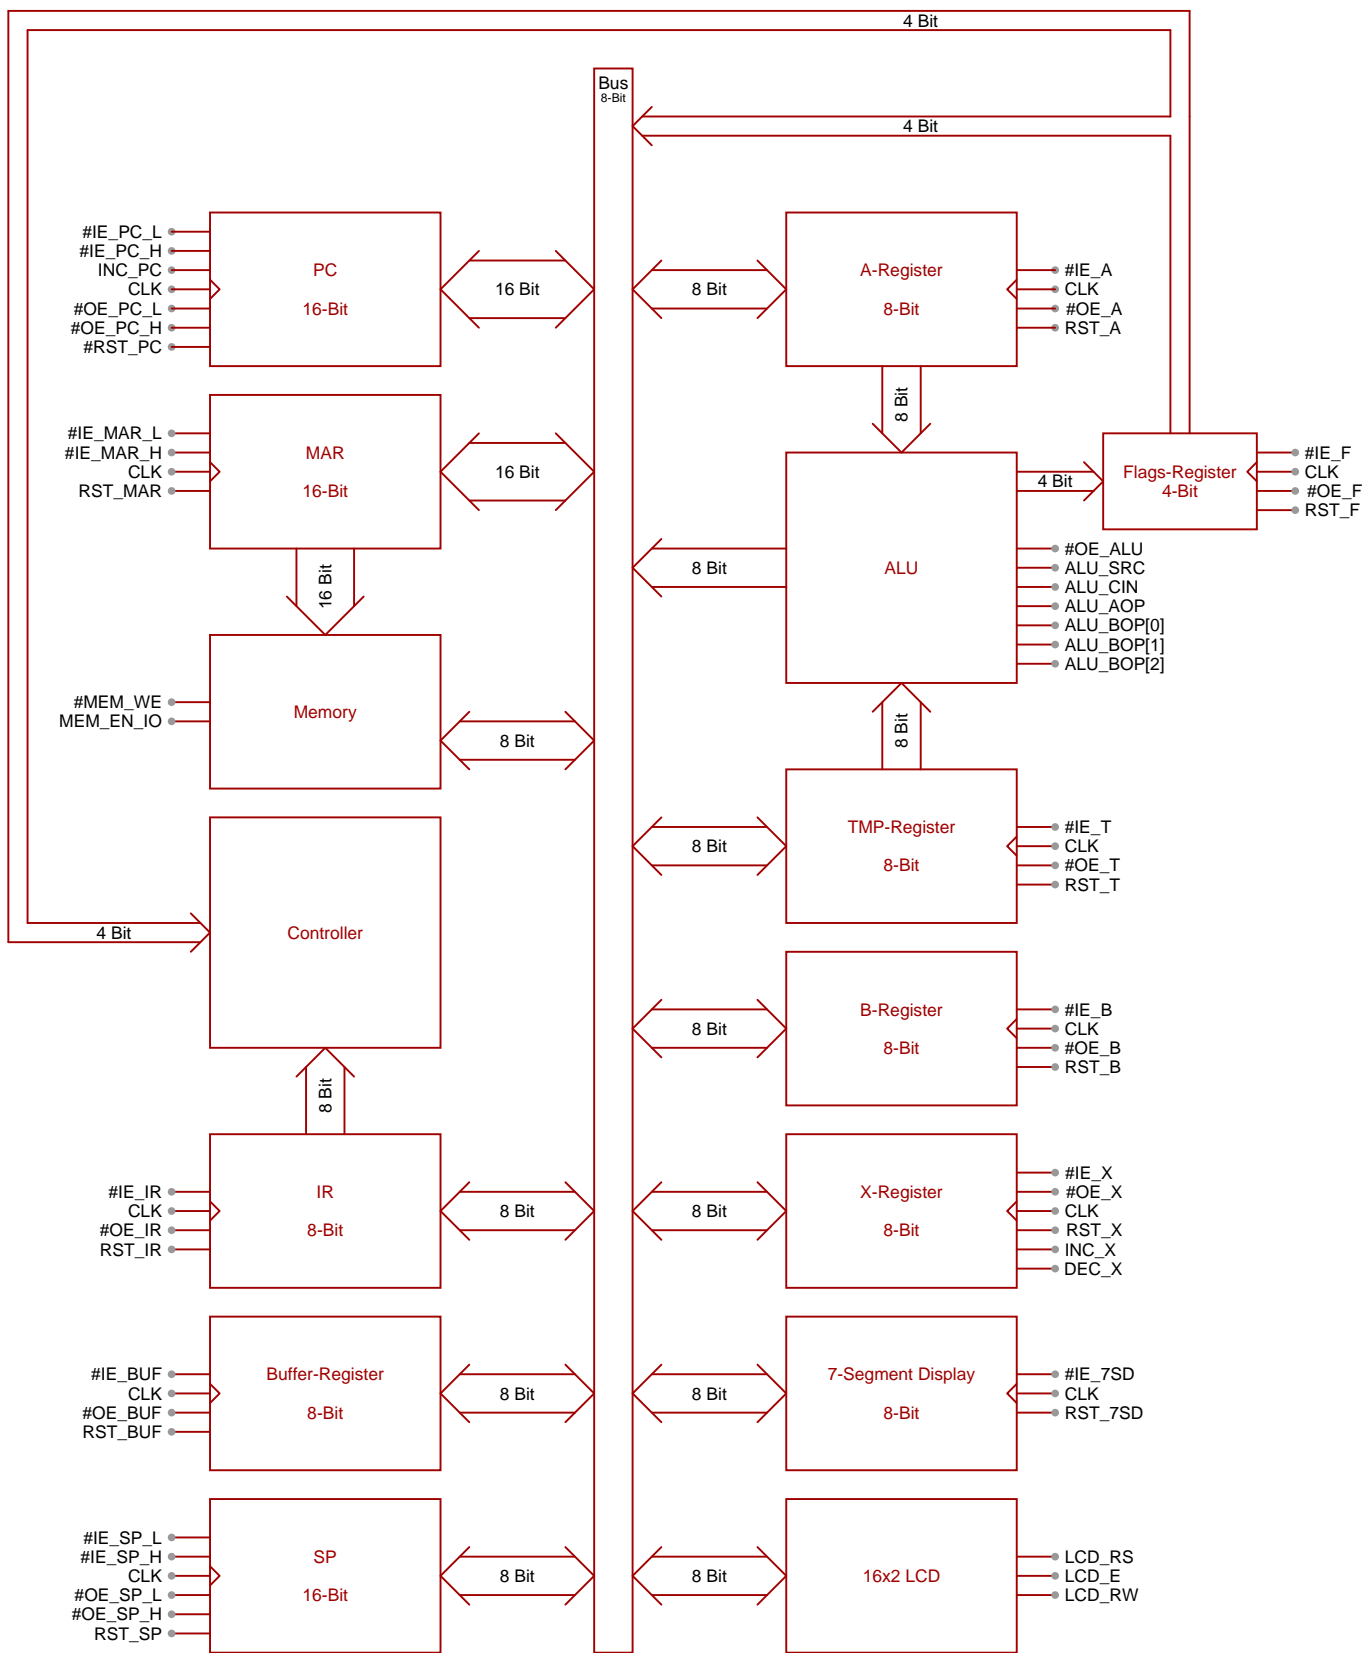 4 Bit
Bus
8-Bit
4 Bit
#IE_PC_L
#IE_PC_H
INC_PC
CLK
#OE_PC_L
#OE_PC_H
#RST_PC
PC
16-Bit
16 Bit
8 Bit
A-Register
8-Bit
#IE_A
CLK
#OE_A
RST_A
8 Bit
#IE_MAR_L
#IE_MAR_H
CLK
RST_MAR
MAR
16-Bit
16 Bit
4 Bit
Flags-Register
4-Bit
#IE_F
CLK
#OE_F
RST_F
16 Bit
8 Bit
ALU
#OE_ALU
ALU_SRC
ALU_CIN
ALU_AOP
ALU_BOP[0]
ALU_BOP[1]
ALU_BOP[2]
#MEM_WE
MEM_EN_IO
Memory
8 Bit
8 Bit
8 Bit
TMP-Register
8-Bit
#IE_T
CLK
#OE_T
RST_T
4 Bit
Controller
8 Bit
B-Register
8-Bit
#IE_B
CLK
#OE_B
RST_B
8 Bit
#IE_IR
CLK
#OE_IR
RST_IR
IR
8-Bit
8 Bit
8 Bit
X-Register
8-Bit
#IE_X
#OE_X
CLK
RST_X
INC_X
DEC_X
#IE_BUF
CLK
#OE_BUF
RST_BUF
Buffer-Register
8-Bit
8 Bit
8 Bit
7-Segment Display
8-Bit
#IE_7SD
CLK
RST_7SD
#IE_SP_L
#IE_SP_H
CLK
#OE_SP_L
#OE_SP_H
RST_SP
SP
16-Bit
8 Bit
8 Bit
16x2 LCD
LCD_RS
LCD_E
LCD_RW